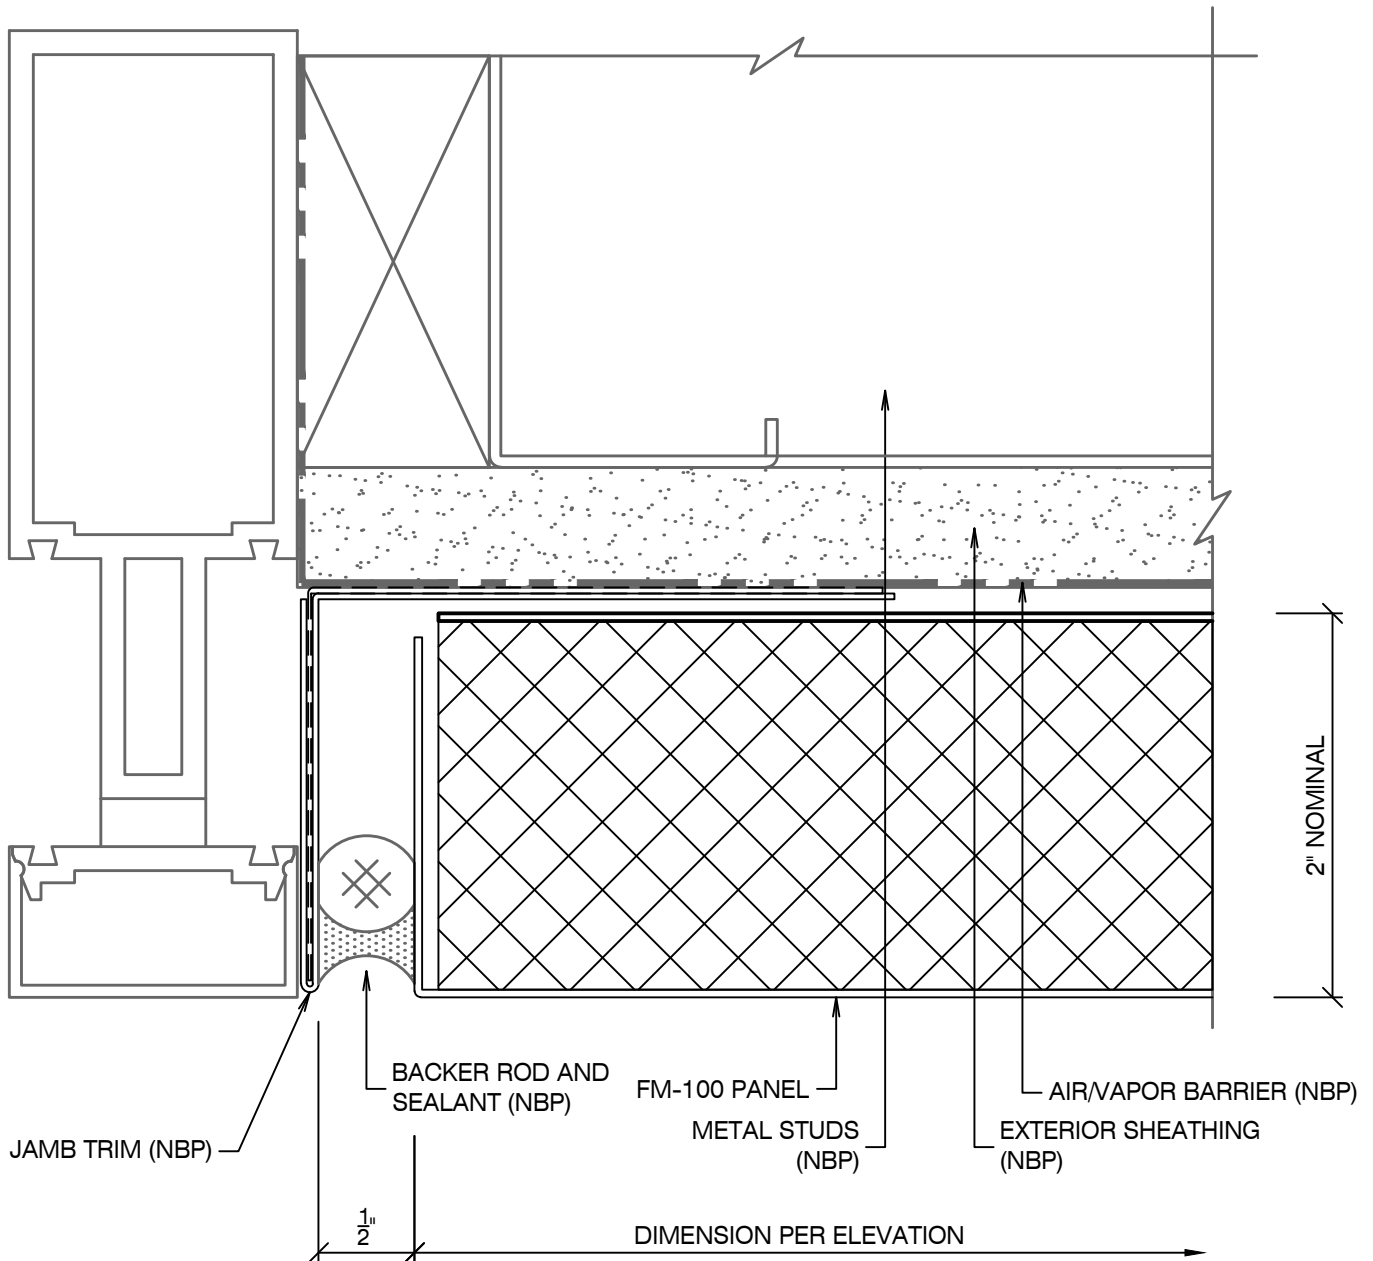 2" NOMINAL
BACKER ROD AND
SEALANT (NBP)
FM-100 PANEL
AIR/VAPOR BARRIER (NBP)
METAL STUDS
(NBP)
EXTERIOR SHEATHING
(NBP)
JAMB TRIM (NBP)
1/2"
DIMENSION PER ELEVATION